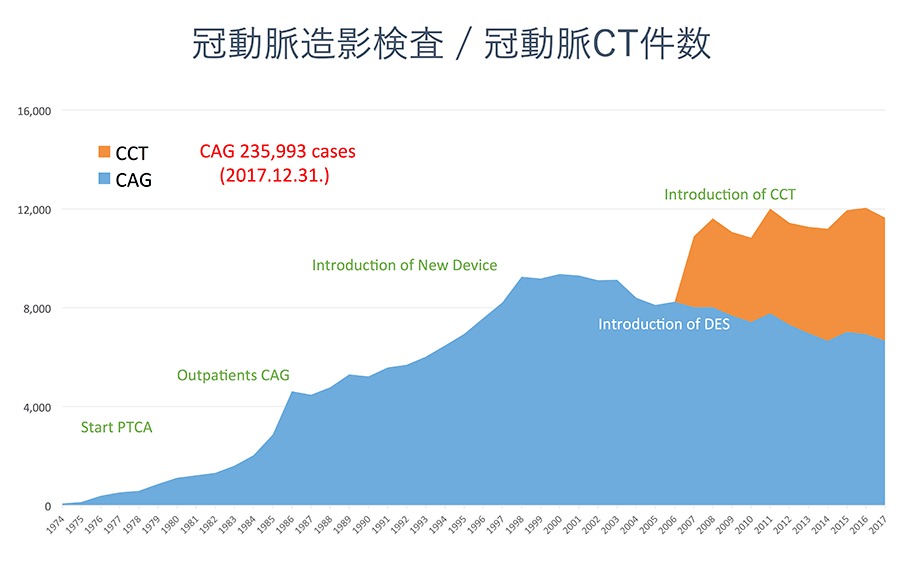 冠動脈造影検査 / 冠動脈CT件数
16,000
CCT
CAG
CAG 235,993 cases
(2017.12.31.)
Introduction of CCT
12,000
Introduction of New Device
8,000
Introduction of DES
Outpatients CAG
4,000
Start PTCA
0
1974 1975 1976 1977 1978 1979 1980 1981 1982 1983 1984 1985 1986 1987 1988 1989 1990 1991 1992 1993 1994 1995 1996 1997 1998 1999 2000 2001 2002 2003 2004 2005 2006 2007 2008 2009 2010 2011 2012 2013 2014 2015 2016 2017